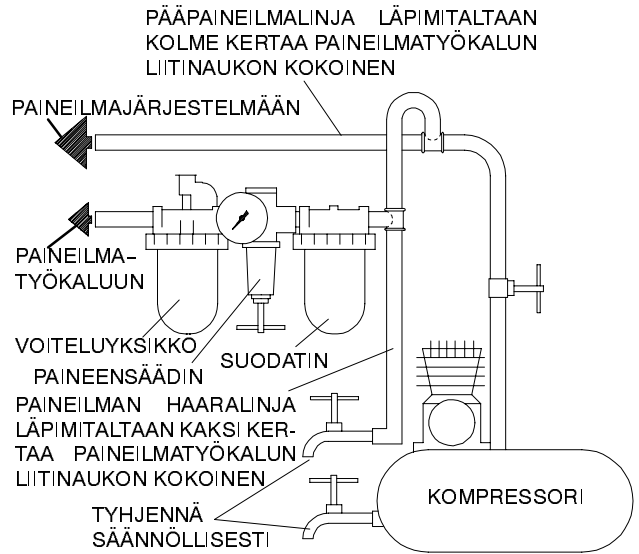 PÄÄPAINEILMALINJA LÄPIMITALTAAN
KOLME KERTAA PAINEILMATYÖKALUN
LIITINAUKON KOKOINEN
PAINEILMAJÄRJESTELMÄÄN
PAINEILMA–
TYÖKALUUN
VOITELUYKSIKKÖ
SUODATIN
PAINEENSÄÄDIN
PAINEILMAN HAARALINJA
LÄPIMITALTAAN KAKSI KER-
TAA PAINEILMATYÖKALUN
LIITINAUKON KOKOINEN
KOMPRESSORI
TYHJENNÄ
SÄÄNNÖLLISESTI